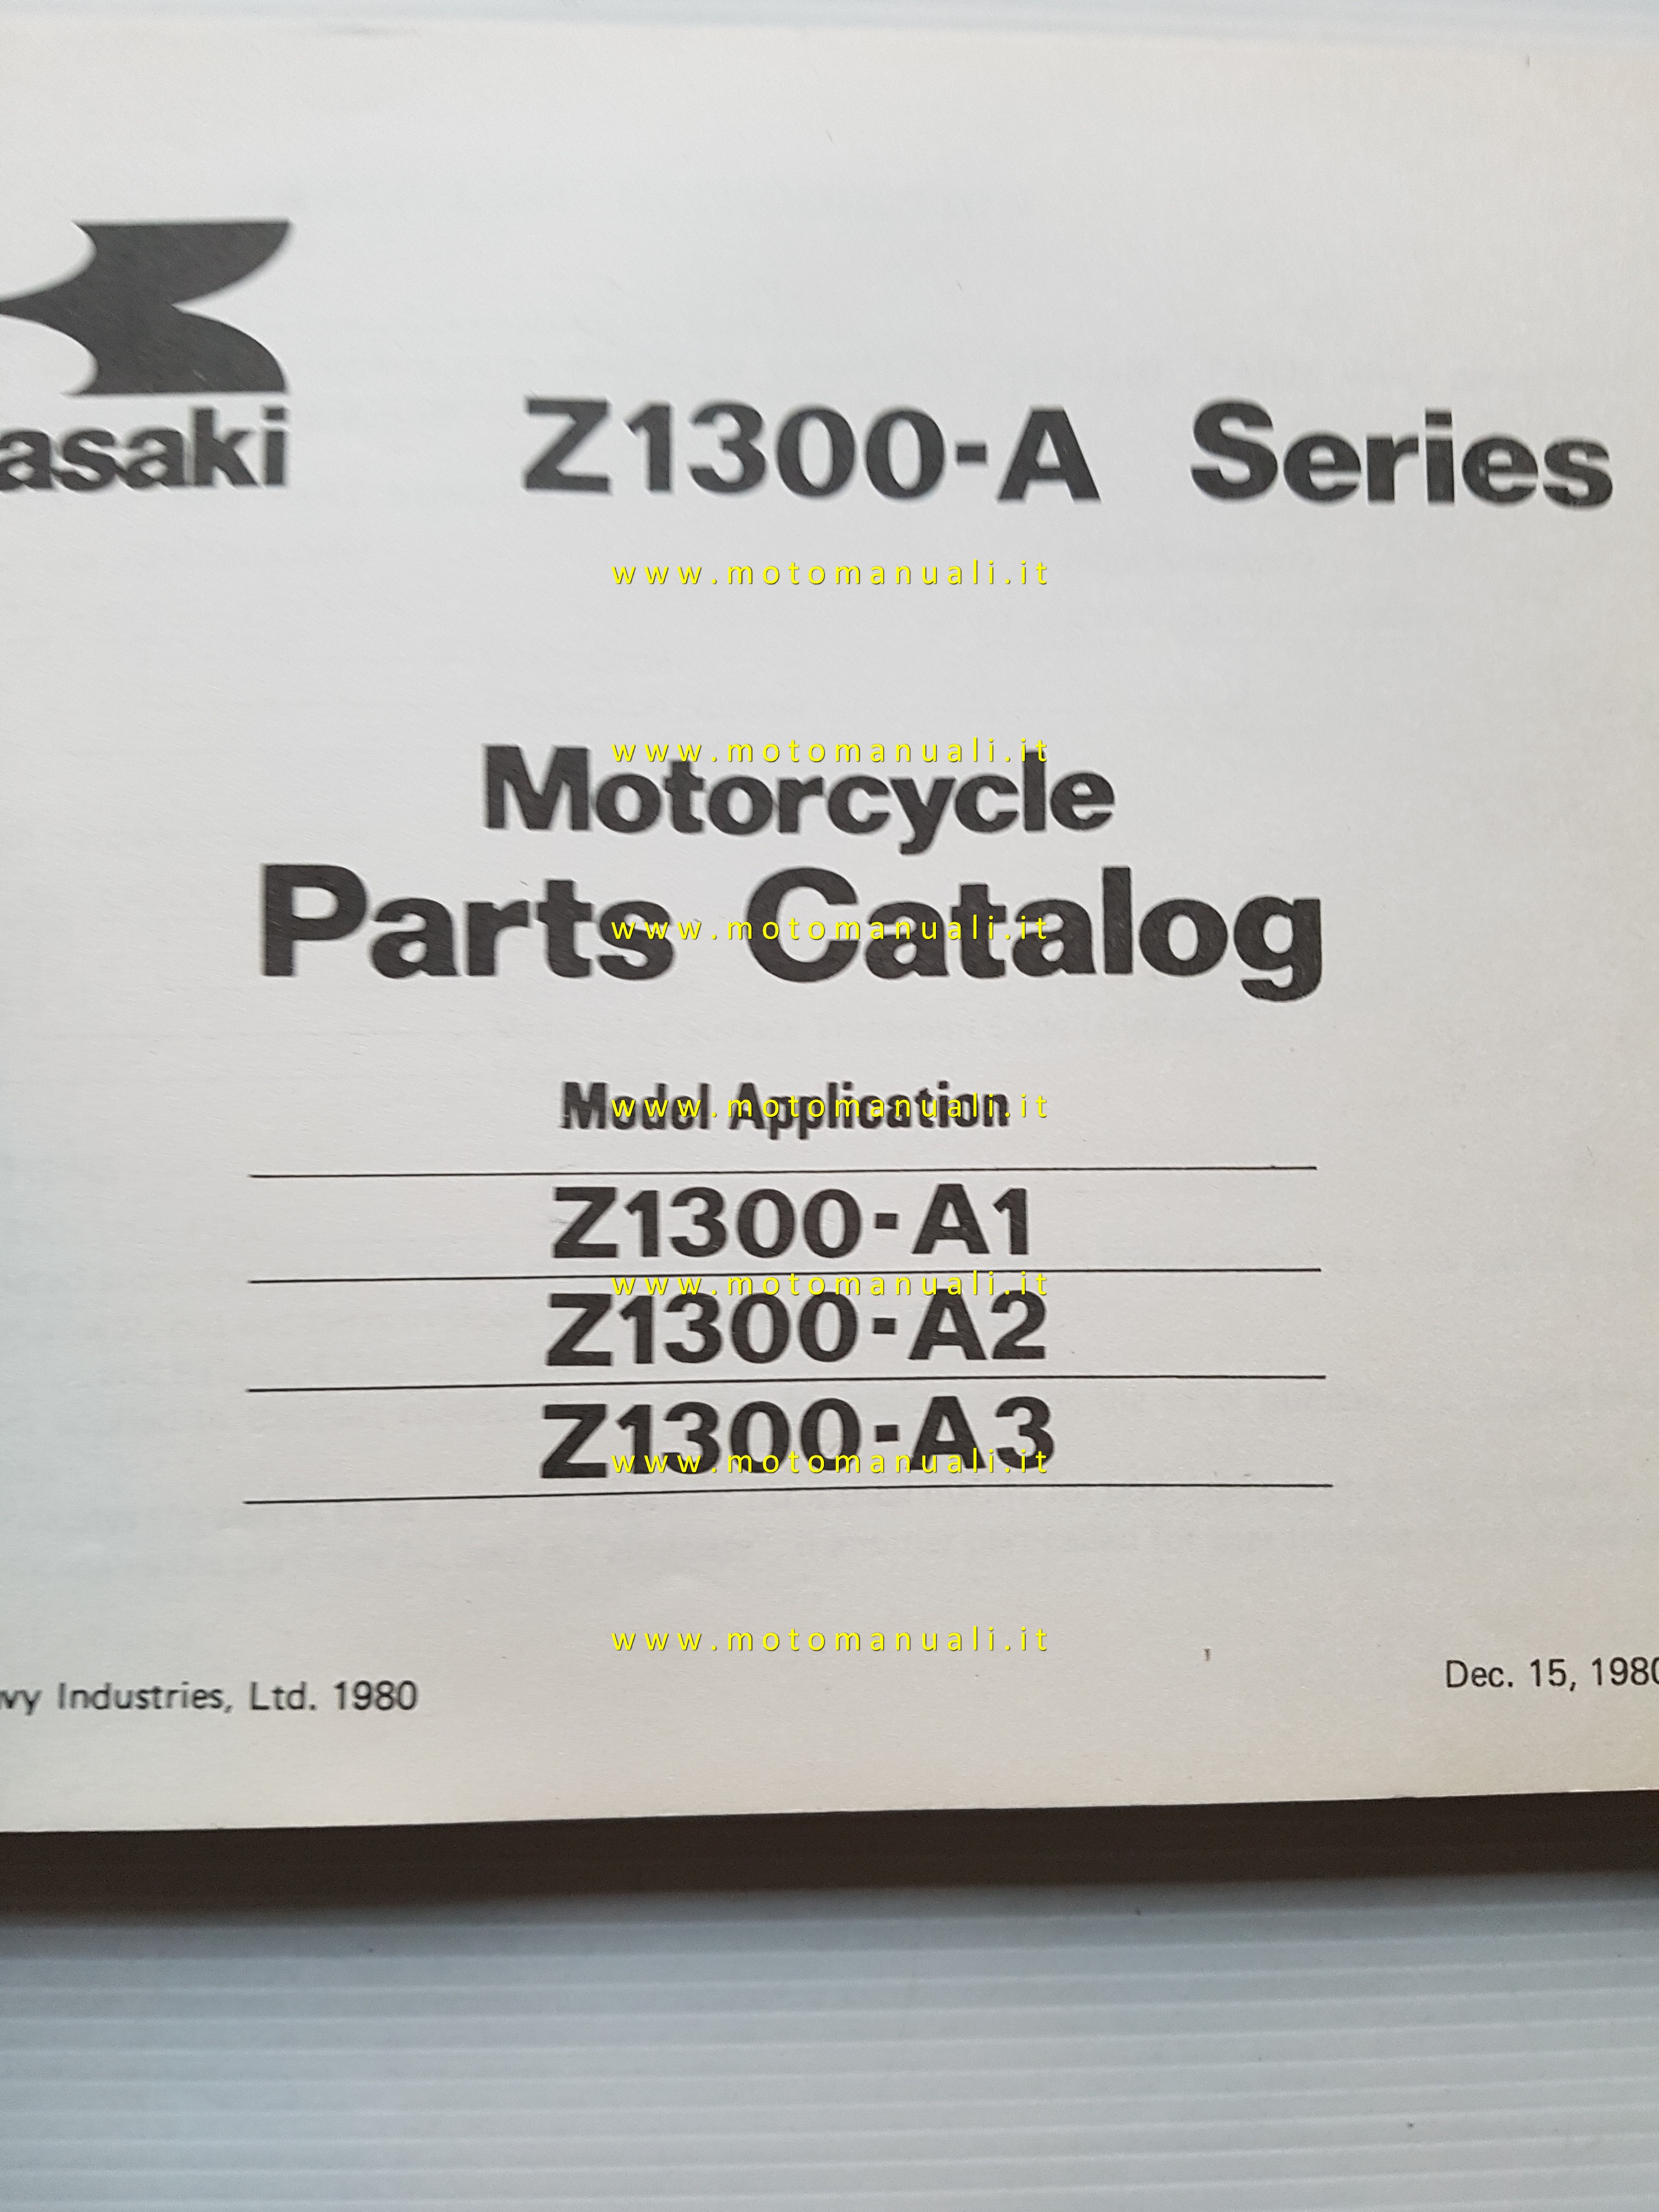 asaki
Z1300-A Series
www.motomanuali.it
www.motomanuali.it
Motorcycle
Parts Catalog
www.motomanuali.it
Model Application
www.motomanuali.it
Z1300-A1
www.motomanuali.it
Z1300-A2
Z1300-A3
www.motomanuali.it
www.motomanuali.it
vy Industries, Ltd. 1980
Dec. 15, 1980